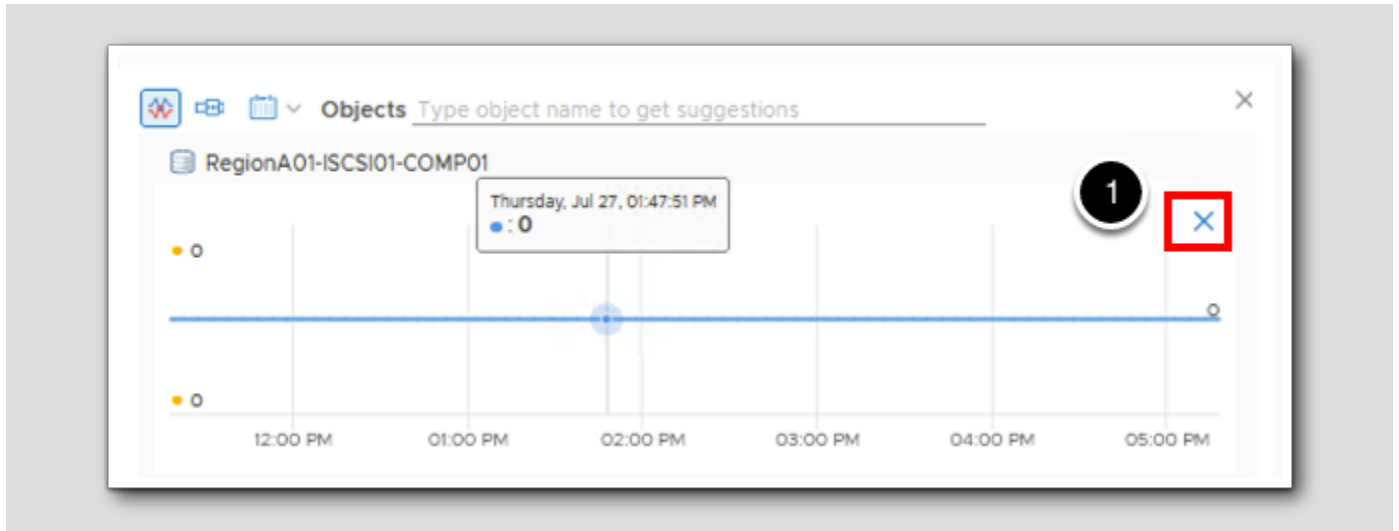 Objects Type object name to get suggestions
RegionA01-ISCSI01-COMP01
Thursday, Jul 27, 01:47:51 PM
: 0
1
0
0
0
12:00 PM 01:00 PM 02:00 PM 03:00 PM 04:00 PM 05:00 PM